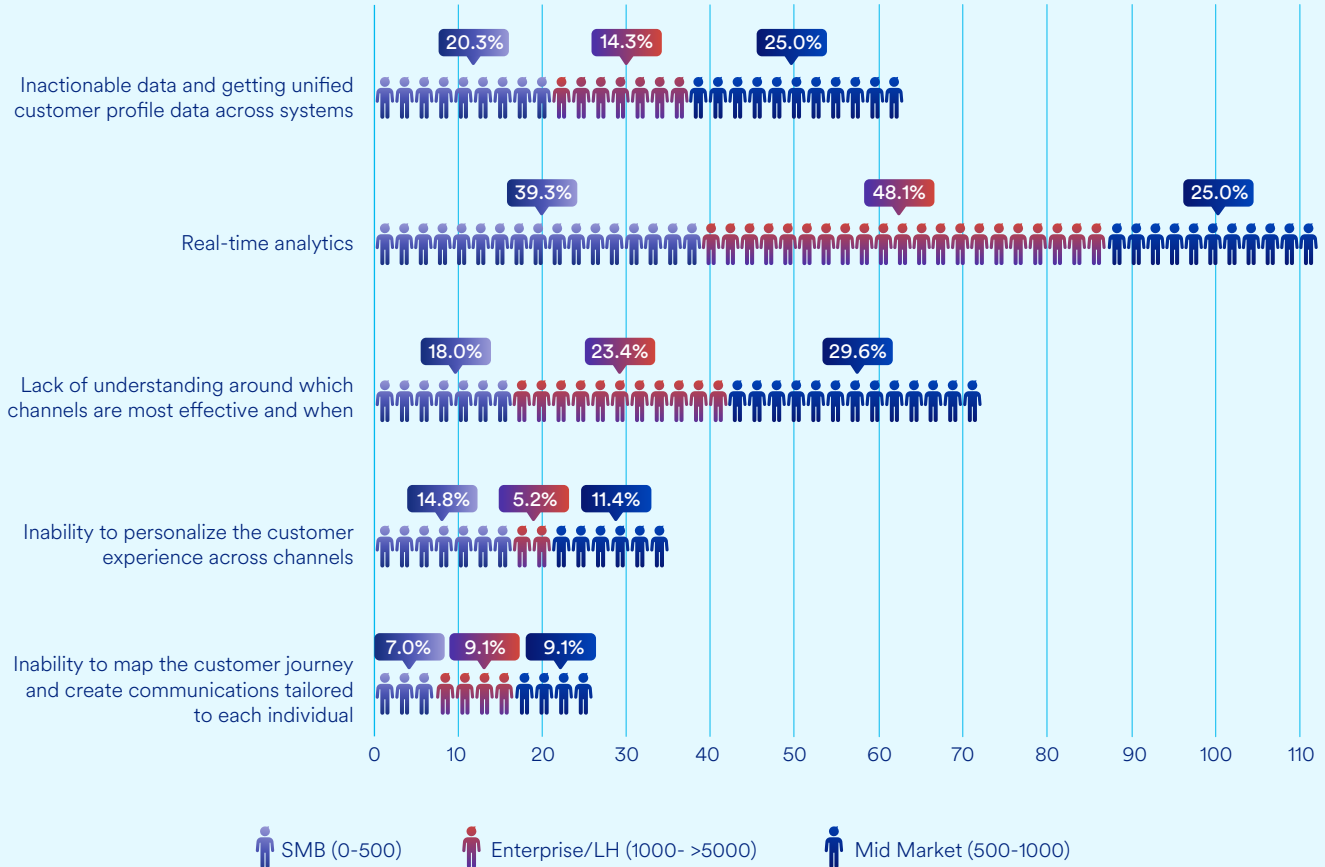 20.3% 14.3% 25.0%
Inactionable data and getting unified
customer profile data across systems
39.3% 48.1% 25.0%
Real-time analytics
18.0% 23.4% 29.6%
Lack of understanding around which
channels are most effective and when
14.8% 5.2% 11.4%
Inability to personalize the customer
experience across channels
7.0% 9.1% 9.1%
Inability to map the customer journey
and create communications tailored
to each individual
0 10 20 30 40 50 60 70 80 90 100 110
SMB (0-500) Enterprise/LH (1000- >5000) Mid Market (500-1000)